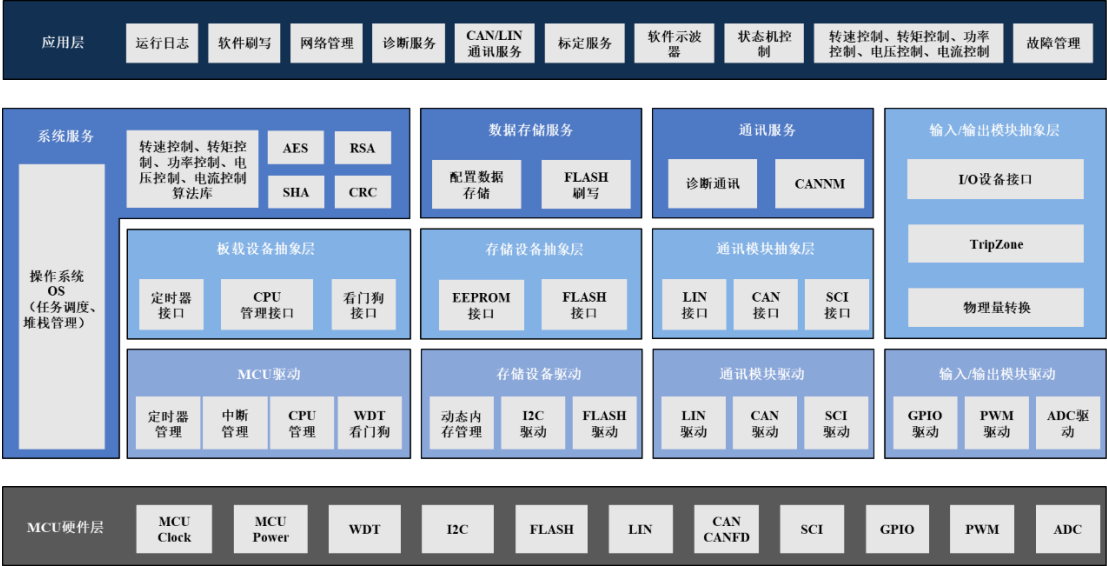 应用层
运行日志
软件刷写
网络管理
诊断服务
CAN/LIN
通讯服务
标定服务
软件示波
器
状态机控
制
转速控制、转矩控制、功率
控制、电压控制、电流控制
故障管理
系统服务
转速控制、转矩控
制、功率控制、电
压控制、电流控制
算法库
AES
RSA
SHA
CRC
操作系统
OS
（任务调度、
堆栈管理）
数据存储服务
配置数据
存储
FLASH
刷写
通讯服务
诊断通讯
CANNM
输入/输出模块抽象层
I/O设备接口
TripZone
物理量转换
板载设备抽象层
定时器
接口
CPU
管理接口
看门狗
接口
存储设备抽象层
EEPROM
接口
FLASH
接口
通讯模块抽象层
LIN
接口
CAN
接口
SCI
接口
MCU驱动
定时器
管理
中断
管理
CPU
管理
WDT
看门狗
存储设备驱动
动态内
存管理
I2C
驱动
FLASH
驱动
通讯模块驱动
LIN
驱动
CAN
驱动
SCI
驱动
输入/输出模块驱动
GPIO
驱动
PWM
驱动
ADC驱
动
MCU硬件层
MCU
Clock
MCU
Power
WDT
I2C
FLASH
LIN
CAN
CANFD
SCI
GPIO
PWM
ADC